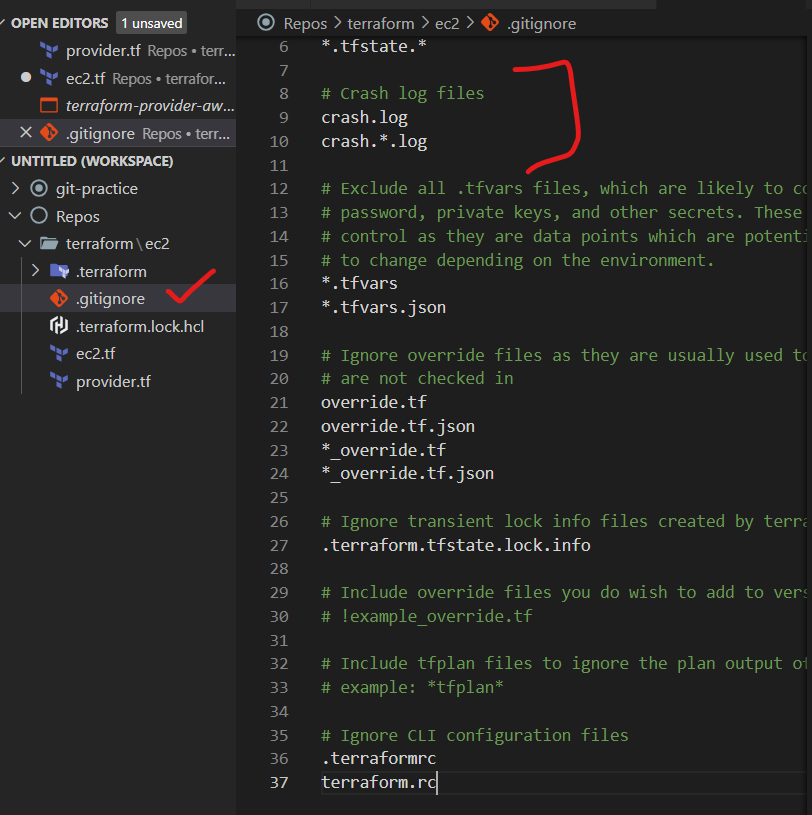 OPEN EDITORS 1 unsaved
provider.tf Repos • terr...
ec2.tf Repos • terrafor...
terraform-provider-aw...
.gitignore Repos • terr...
UNTITLED (WORKSPACE)
git-practice
Repos
terraform \ ec2
.terraform
.gitignore
.terraform.lock.hcl
ec2.tf
provider.tf
Repos > terraform > ec2 > .gitignore
6 *.tfstate.*
7
8 # Crash log files
9 crash.log
10 crash.*.log
11
12 # Exclude all .tfvars files, which are likely to co
13 # password, private keys, and other secrets. These
14 # control as they are data points which are potenti
15 # to change depending on the environment.
16 *.tfvars
17 *.tfvars.json
18
19 # Ignore override files as they are usually used to
20 # are not checked in
21 override.tf
22 override.tf.json
23 *_override.tf
24 *_override.tf.json
25
26 # Ignore transient lock info files created by terra
27 .terraform.tfstate.lock.info
28
29 # Include override files you do wish to add to vers
30 # !example_override.tf
31
32 # Include tfplan files to ignore the plan output of
33 # example: *tfplan*
34
35 # Ignore CLI configuration files
36 .terraformrc
37 terraform.rc